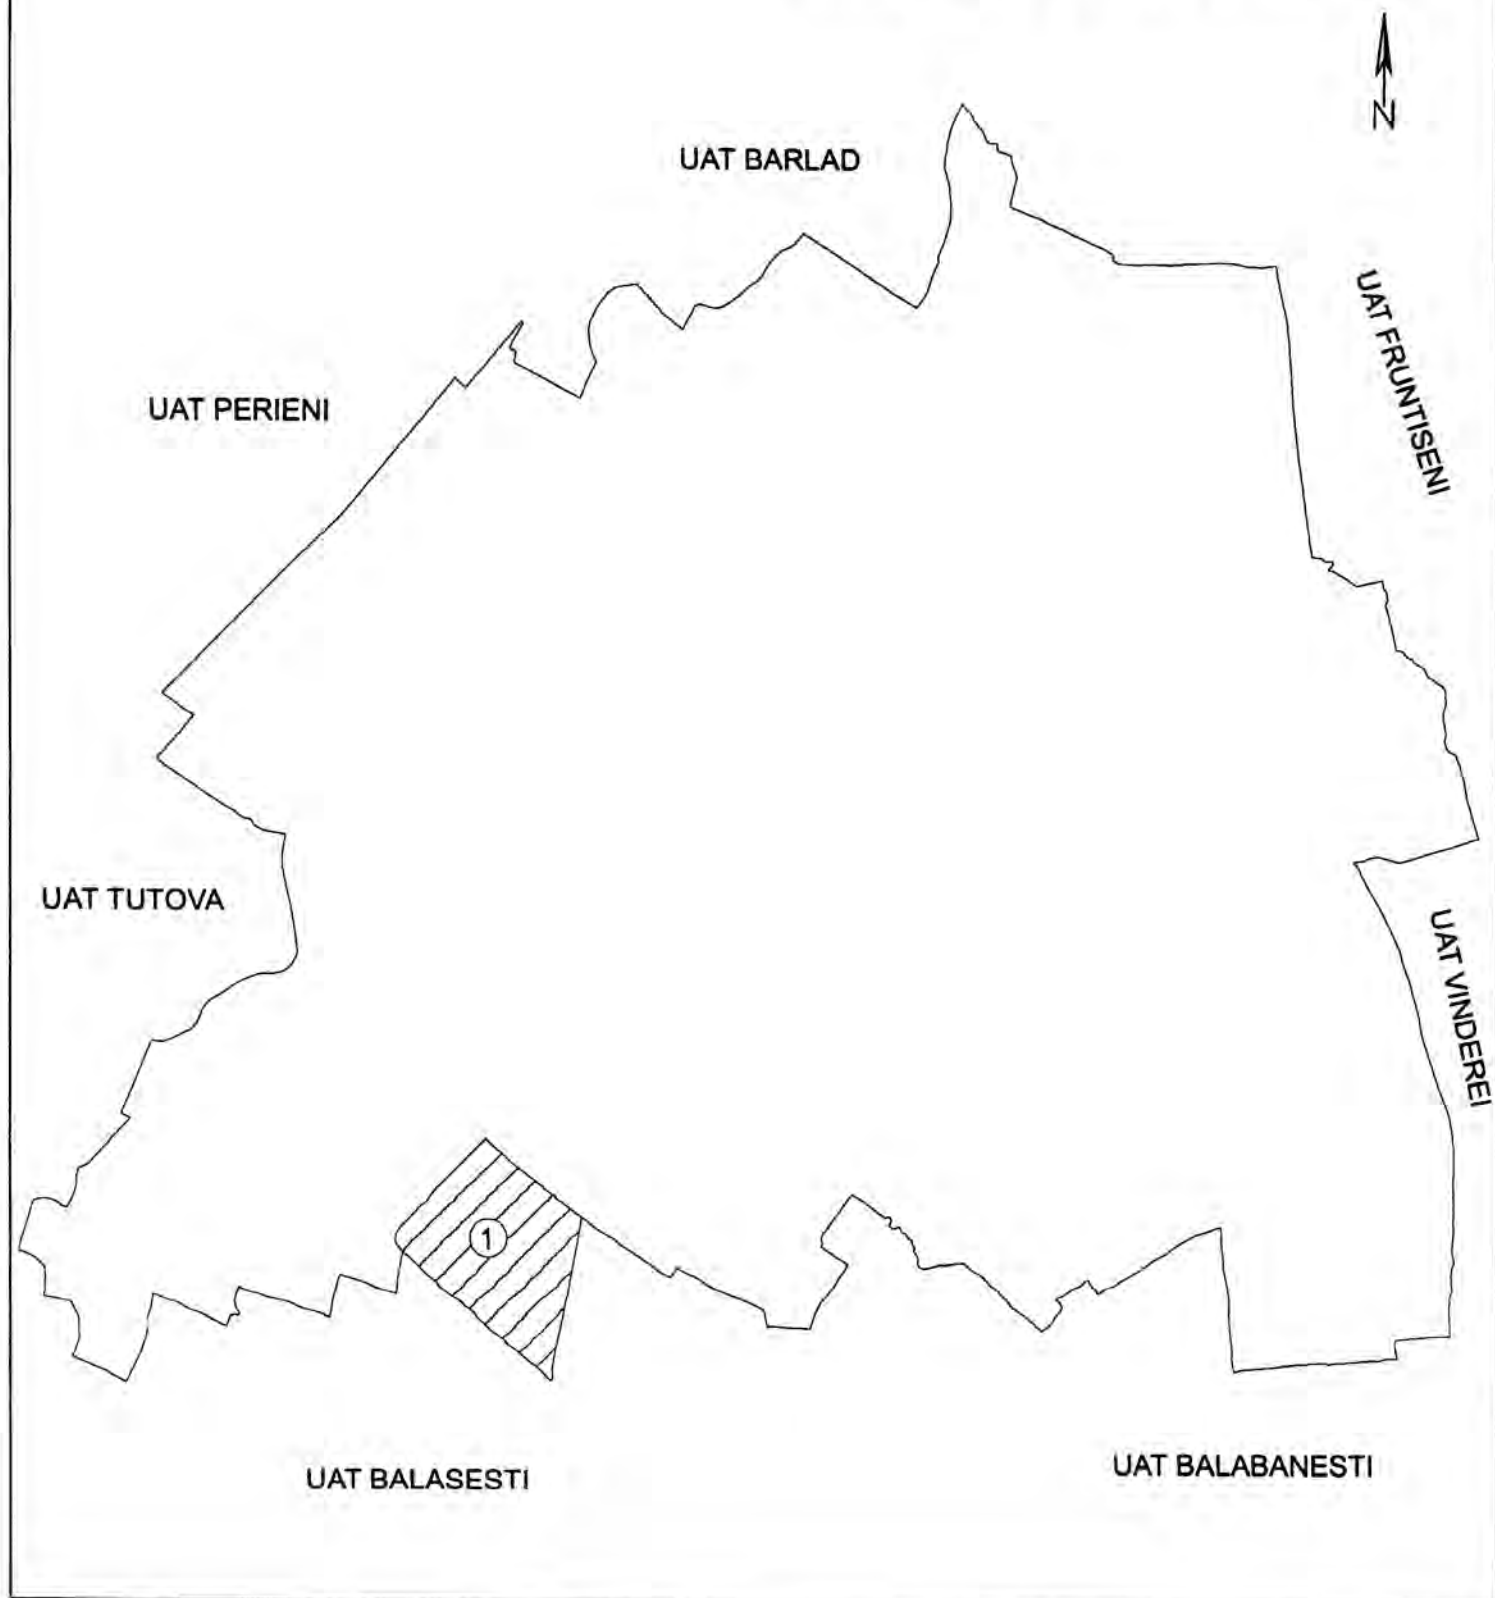 N
UAT BARLAD
UAT FRUNTISENI
UAT PERIENI
UAT TUTOVA
UAT VINDEREI
1
UAT BALASESTI
UAT BALABANESTI